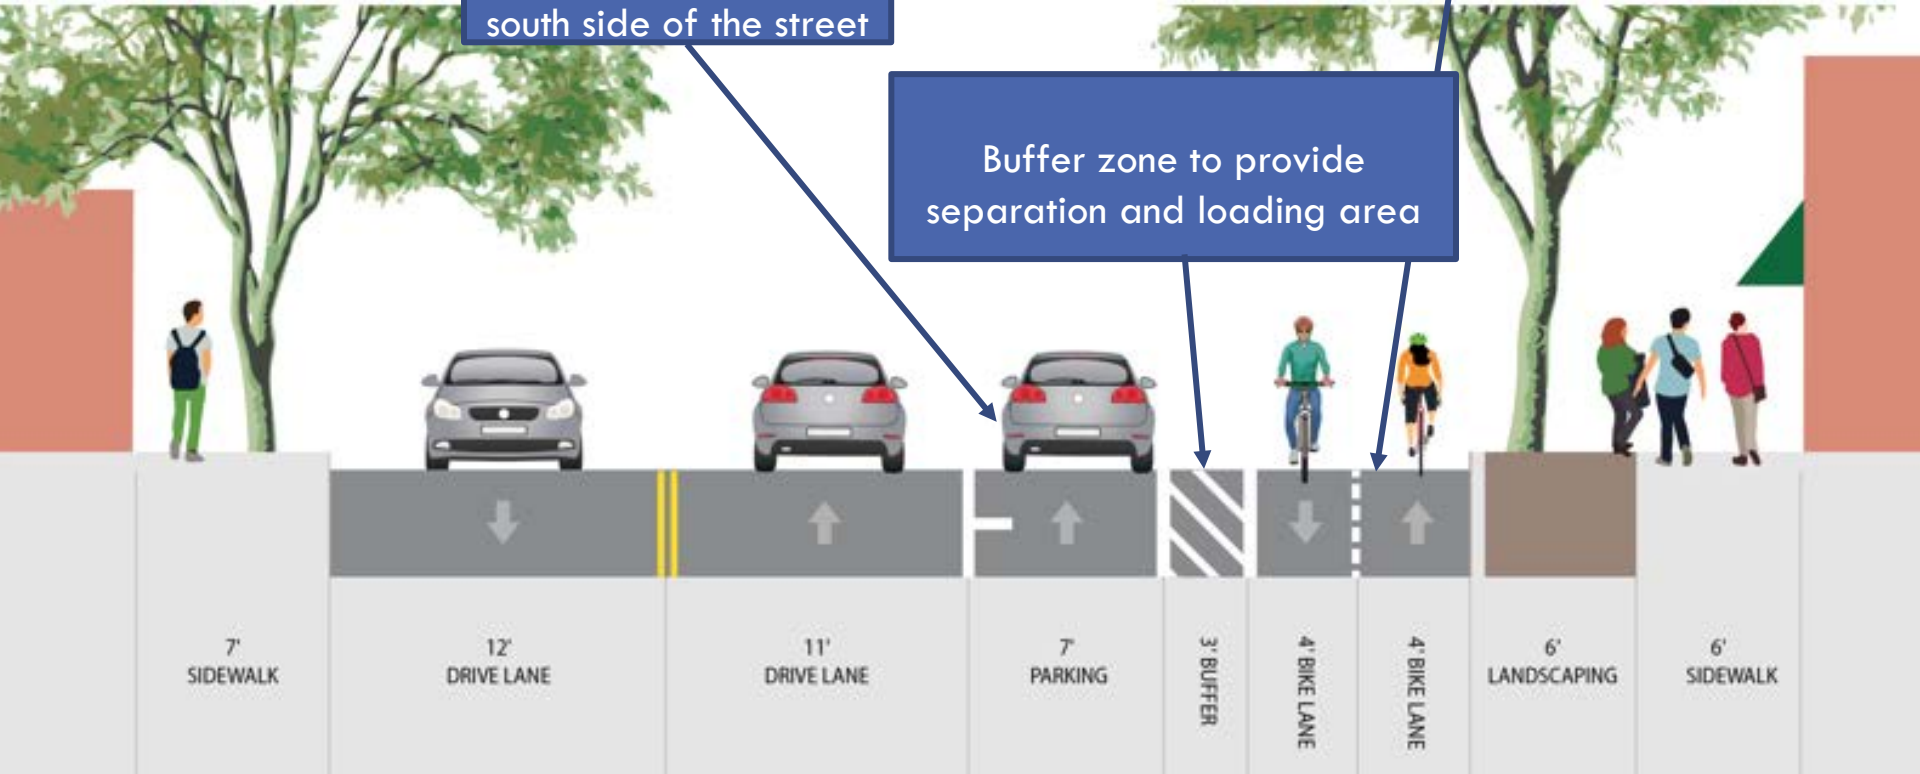 south side of the street
Buffer zone to provide
separation and loading area
7'
SIDEWALK
12'
DRIVE LANE
11'
DRIVE LANE
7'
PARKING
3' BUFFER
4' BIKE LANE
4' BIKE LANE
6'
LANDSCAPING
6'
SIDEWALK